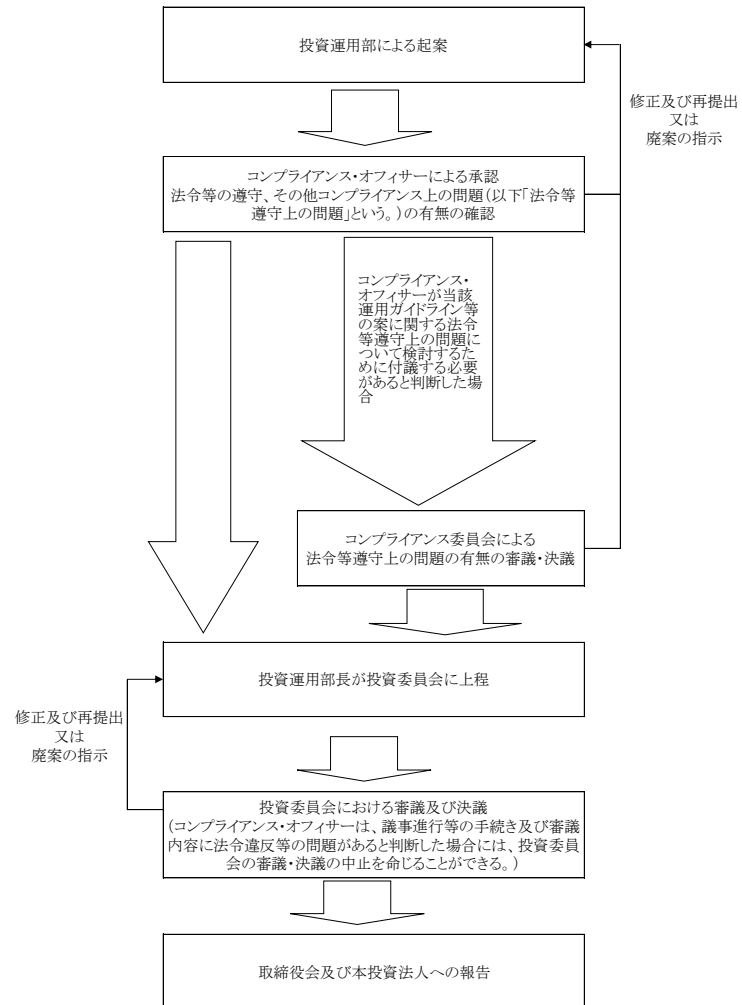 投資運用部による起案
修正及び再提出
又は
廃案の指示
コンプライアンス・オフィサーによる承認
法令等の遵守、その他コンプライアンス上の問題(以下「法令等
遵守上の問題」という。)の有無の確認
コンプライアンス・
オフィサーが当該
運用ガイドライン等
の案に関する法令
等遵守上の問題に
ついて検討するた
めに付議する必要
があると判断した場
合
コンプライアンス委員会による
法令等遵守上の問題の有無の審議・決議
投資運用部長が投資委員会に上程
修正及び再提出
又は
廃案の指示
投資委員会における審議及び決議
(コンプライアンス・オフィサーは、議事進行等の手続き及び審議
内容に法令違反等の問題があると判断した場合には、投資委員
会の審議・決議の中止を命じることができる。)
取締役会及び本投資法人への報告